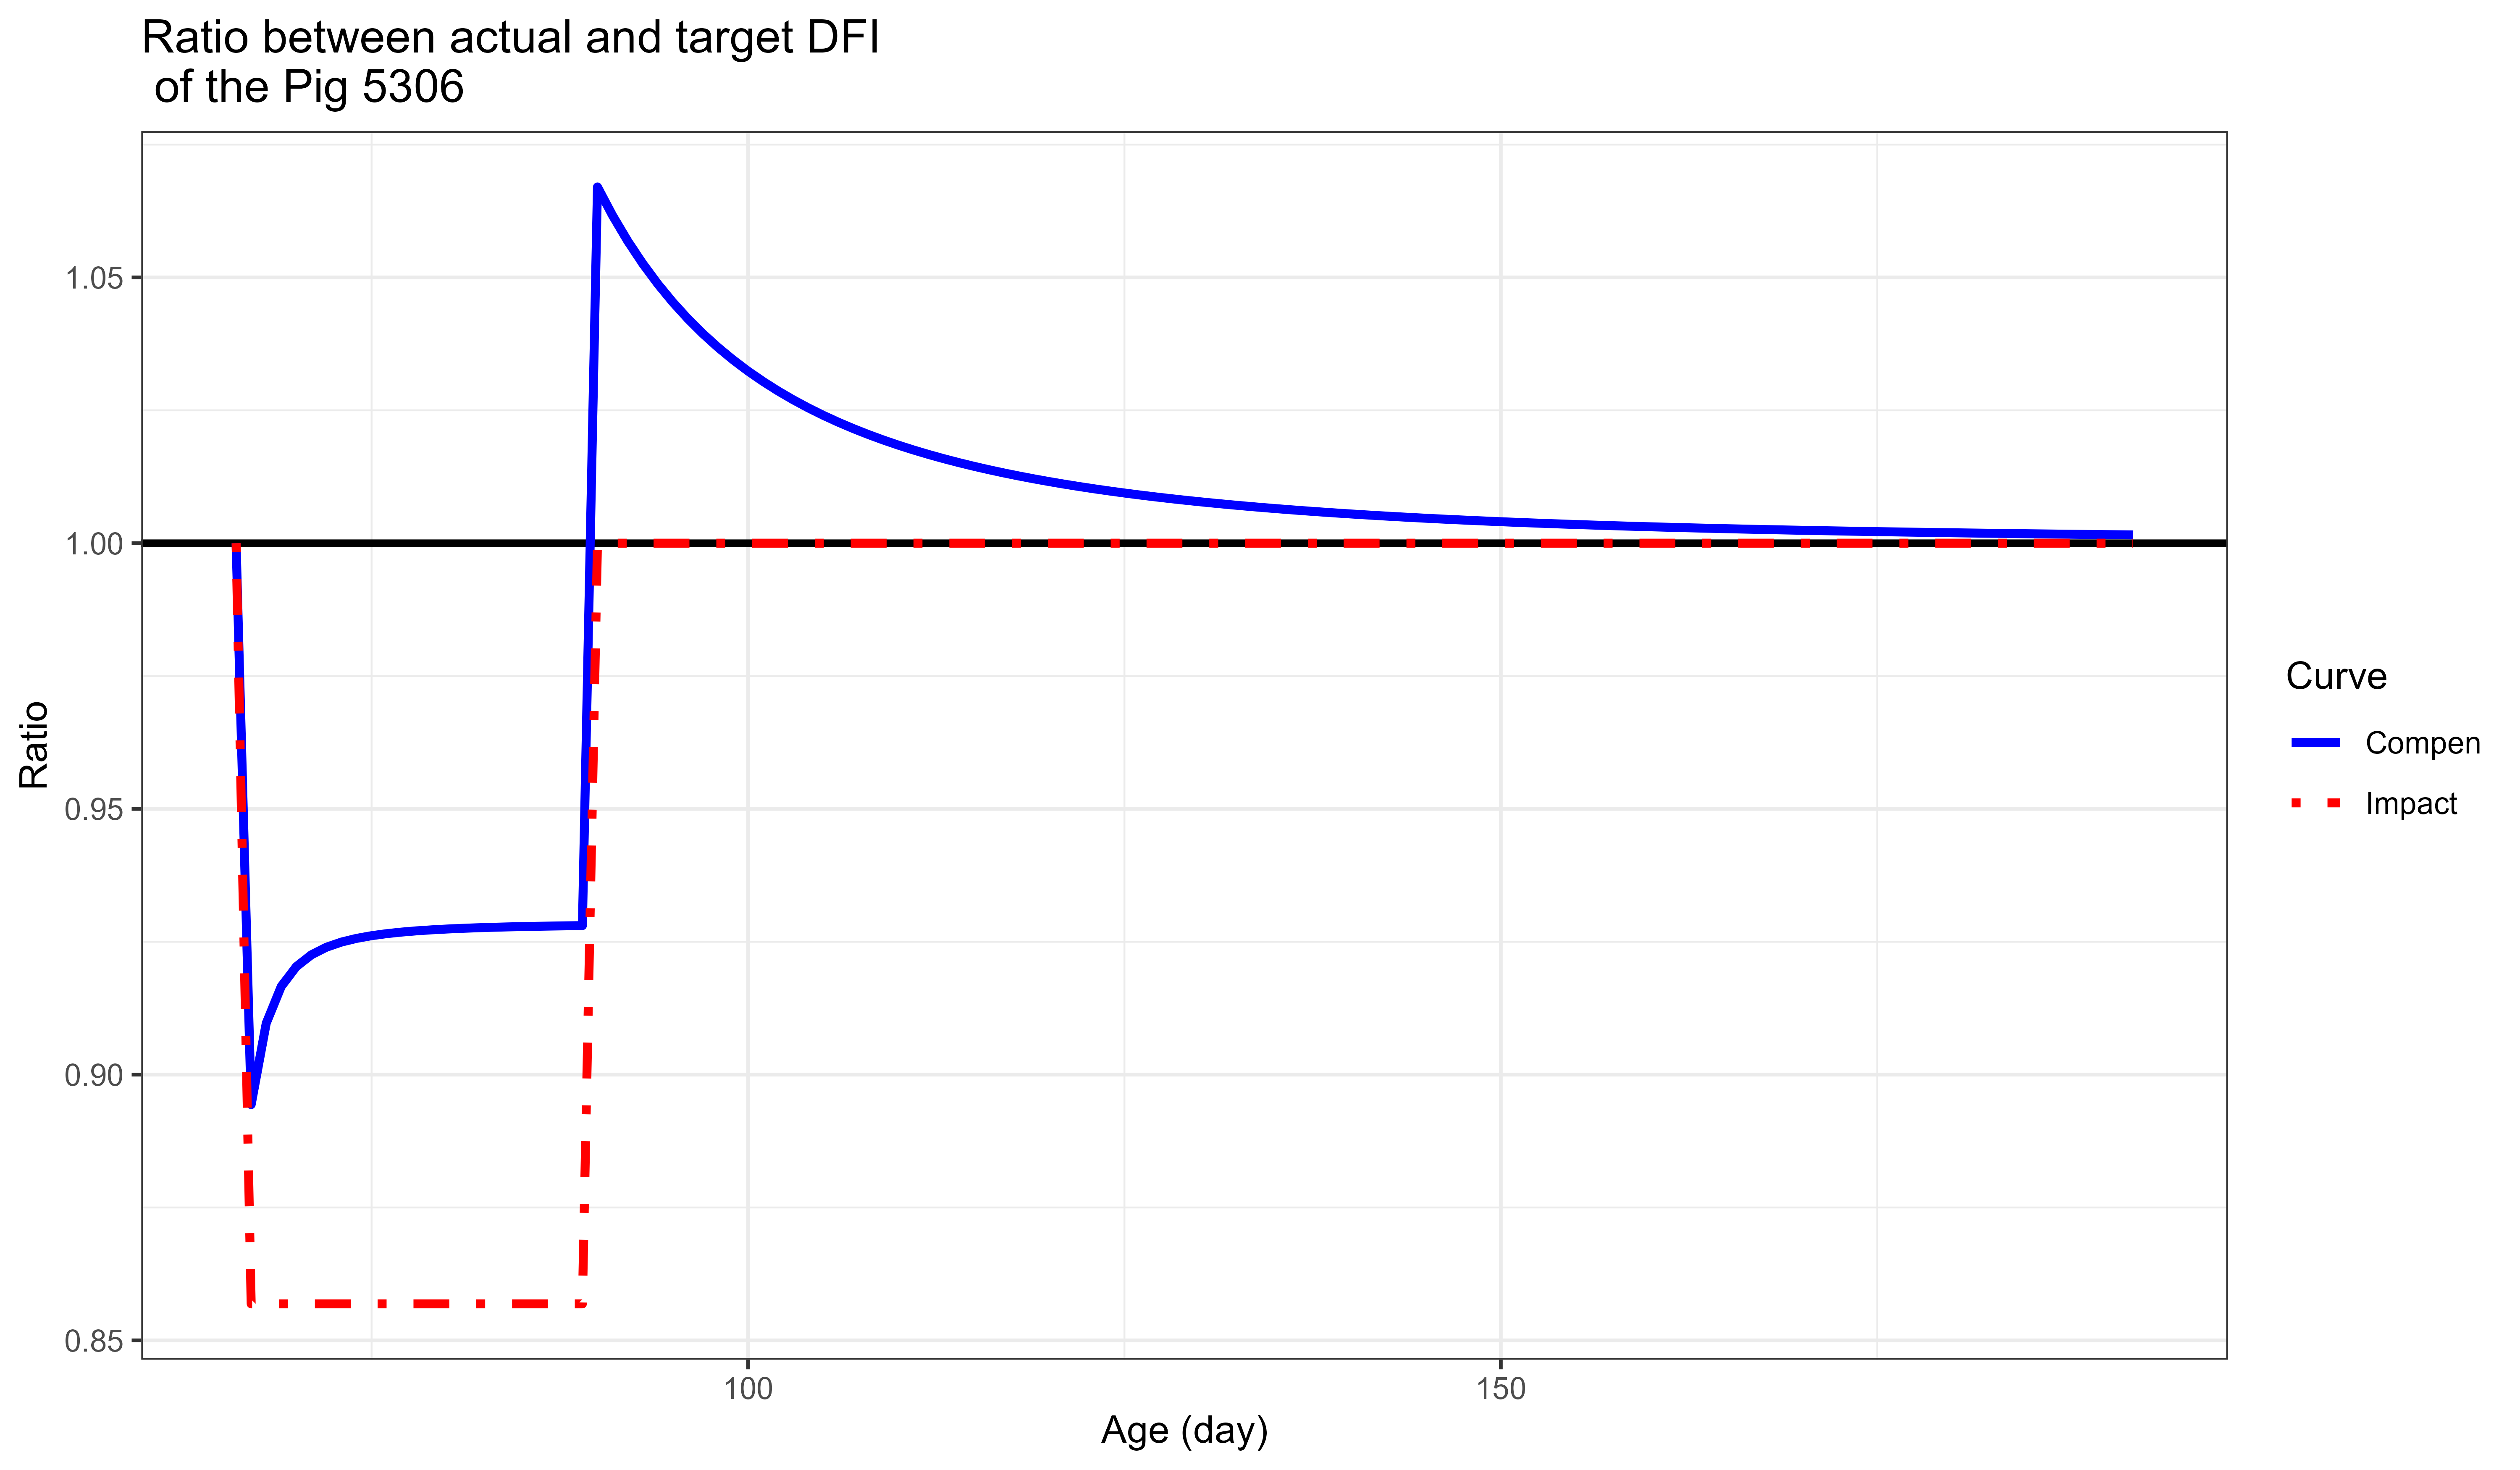 Ratio between actual and target DFI
of the Pig 5306
1.05
1.00
0.95
0.90
0.85
Ratio
100
150
Age (day)
Curve
Compen
Impact